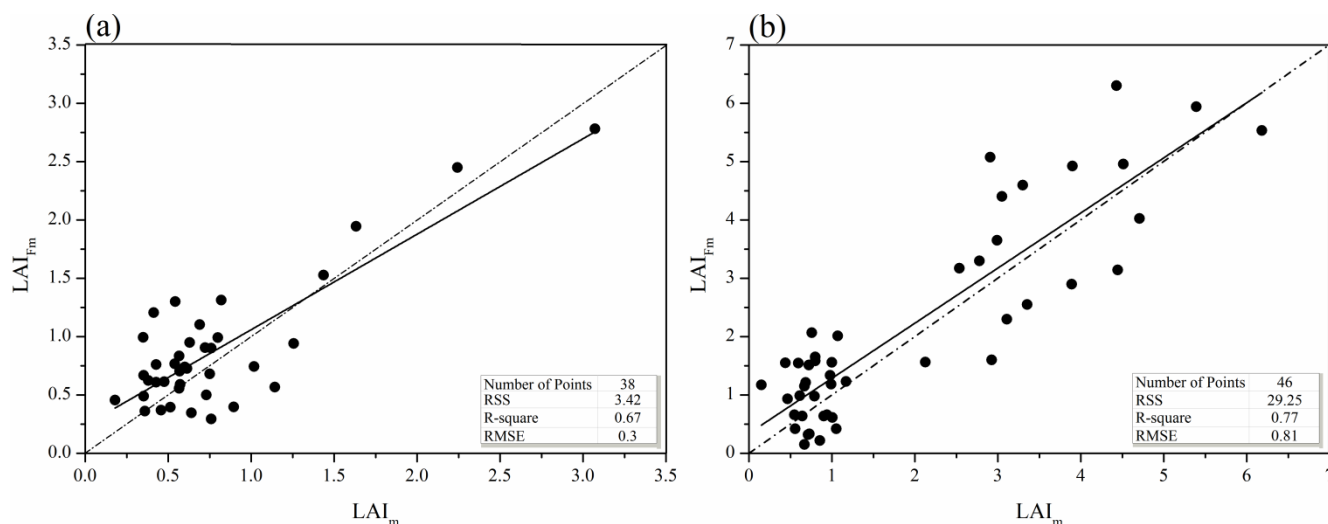 (a)
3.5
3.0
2.5
2.0
1.5
1.0
0.5
0.0
LAI_Fm
0.0 0.5 1.0 1.5 2.0 2.5 3.0 3.5
LAI_m
Number of Points 38
RSS 3.42
R-square 0.67
RMSE 0.3
(b)
7
6
5
4
3
2
1
0
LAI_Fm
0 1 2 3 4 5 6 7
LAI_m
Number of Points 46
RSS 29.25
R-square 0.77
RMSE 0.81